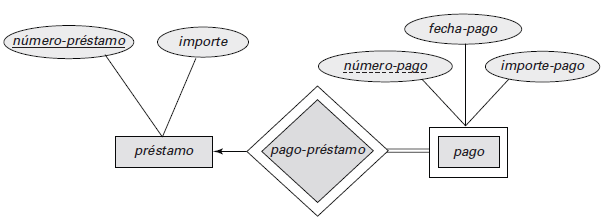 fecha-pago
número-préstamo
importe
número-pago
importe-pago
préstamo
pago-préstamo
pago